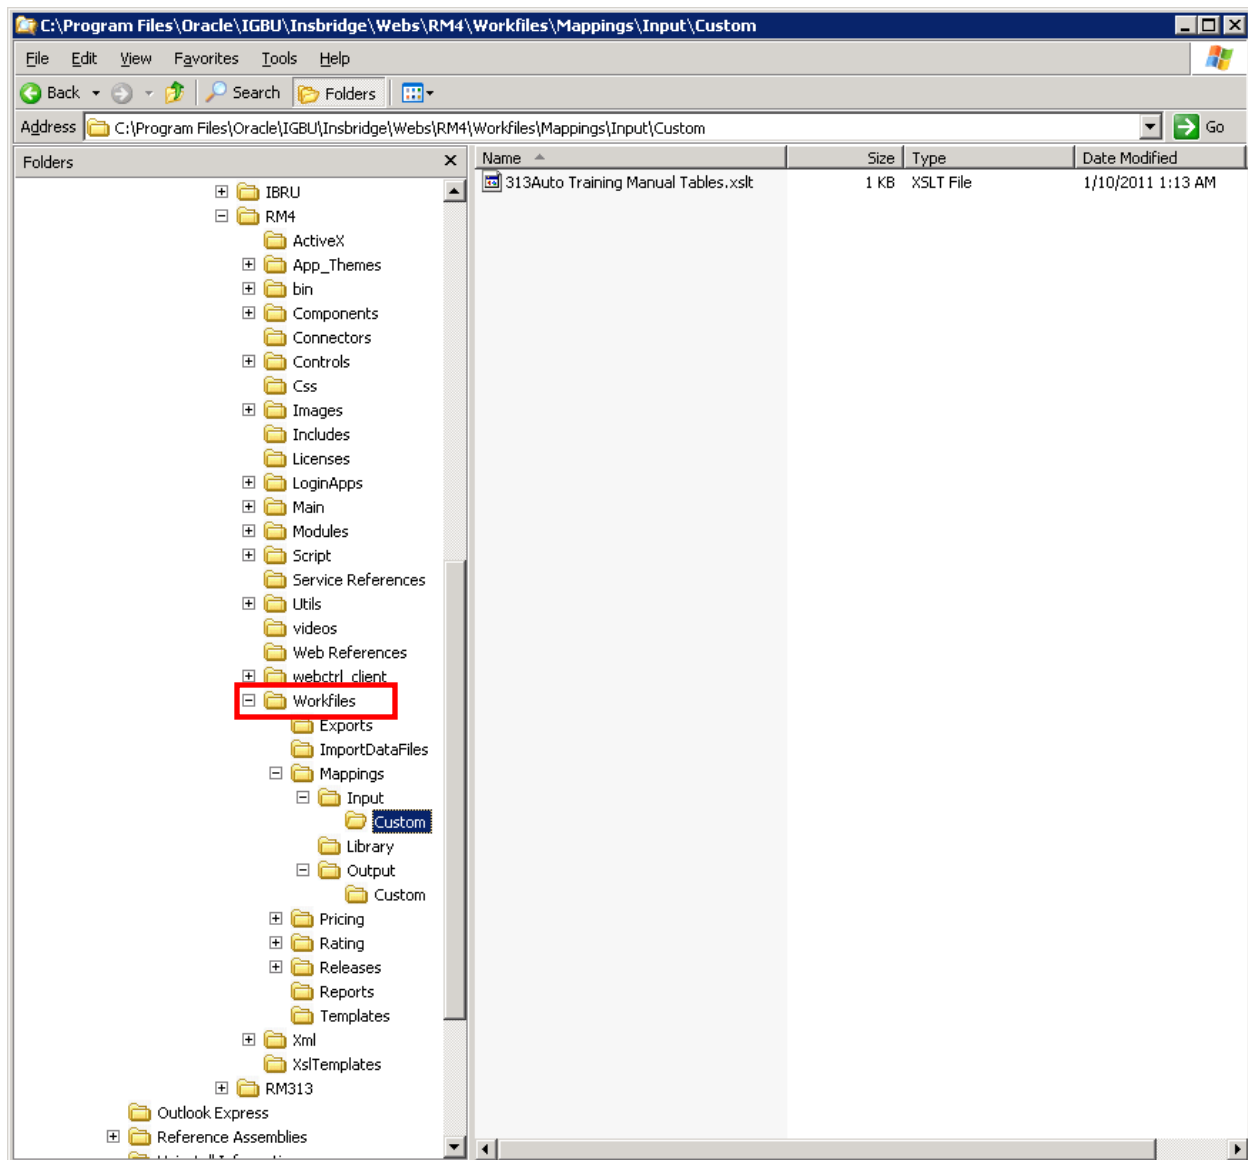 C:\Program Files\Oracle\IGBU\Insbridge\Webs\RM4\Workfiles\Mappings\Input\Custom
File Edit View Favorites Tools Help
Back Search Folders
Address C:\Program Files\Oracle\IGBU\Insbridge\Webs\RM4\Workfiles\Mappings\Input\Custom Go
Folders x
Name Size Type Date Modified
313Auto Training Manual Tables.xslt 1 KB XSLT File 1/10/2011 1:13 AM
IBRU
RM4
ActiveX
App_Themes
bin
Components
Connectors
Controls
Css
Images
Includes
Licenses
LoginApps
Main
Modules
Script
Service References
Utils
videos
Web References
webctrl_client
Workfiles
Exports
ImportDataFiles
Mappings
Input
Custom
Library
Output
Custom
Pricing
Rating
Releases
Reports
Templates
Xml
XslTemplates
RM313
Outlook Express
Reference Assemblies